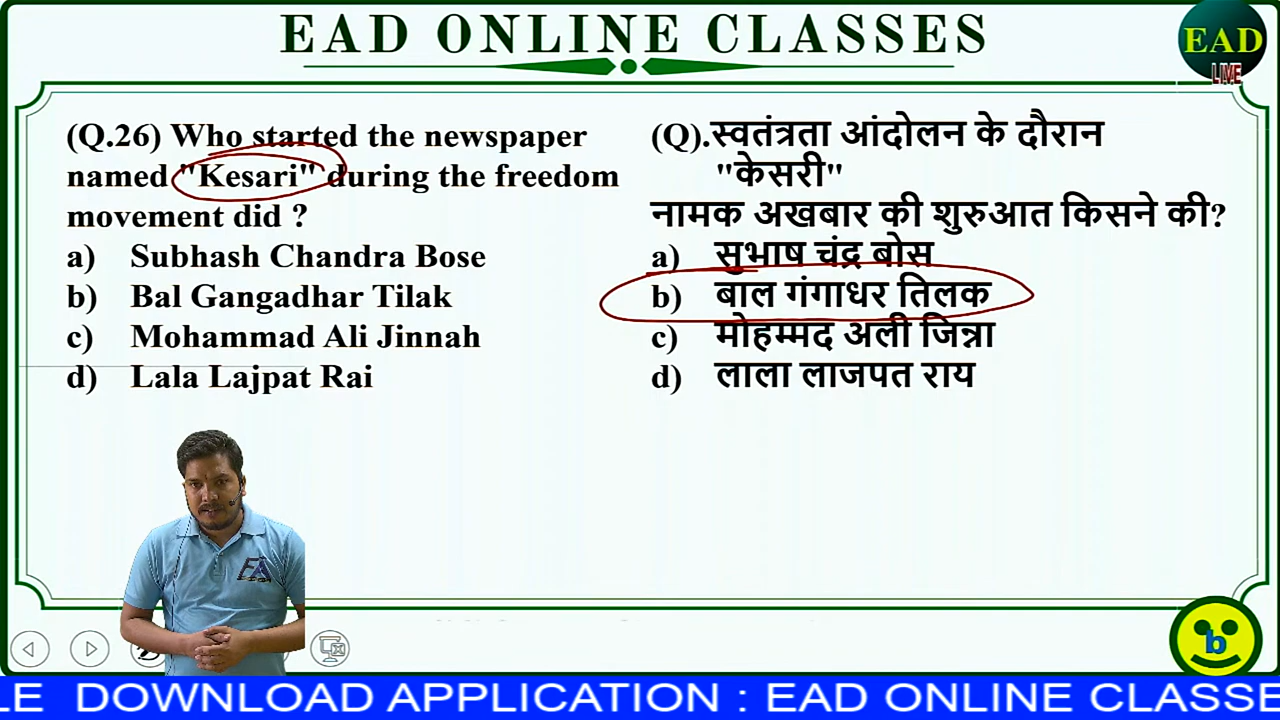 EAD ONLINE CLASSES
EAD
LIVE
(Q.26) Who started the newspaper
named "Kesari" during the freedom
movement did ?
a) Subhash Chandra Bose
b) Bal Gangadhar Tilak
c) Mohammad Ali Jinnah
d) Lala Lajpat Rai
(Q).स्वतंत्रता आंदोलन के दौरान
"केसरी"
नामक अखबार की शुरुआत किसने की?
a) सुभाष चंद्र बोस
b) बाल गंगाधर तिलक
c) मोहम्मद अली जिन्ना
d) लाला लाजपत राय
b
LE DOWNLOAD APPLICATION : EAD ONLINE CLASSE